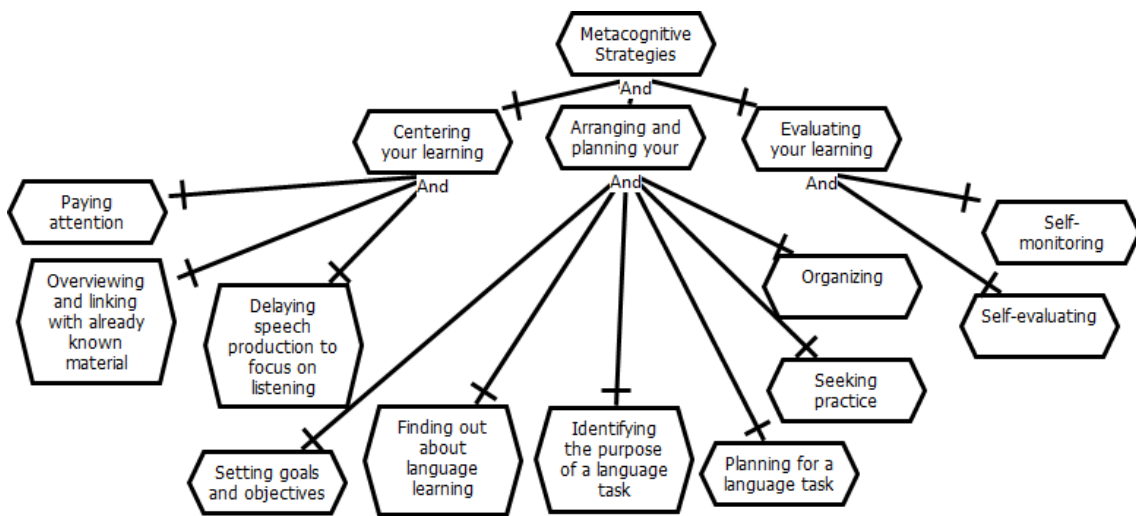 Metacognitive
Strategies
And
Centering
your learning
Arranging and
planning your
Evaluating
your learning
And
And
And
Paying
attention
Overviewing
and linking
with already
known
material
Delaying
speech
production to
focus on
listening
Setting goals
and objectives
Finding out
about
language
learning
Identifying
the purpose
of a language
task
Planning for a
language task
Seeking
practice
Organizing
Self-evaluating
Self-
monitoring